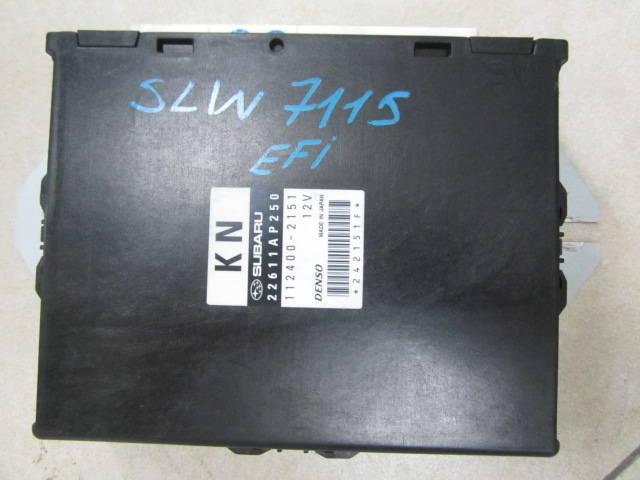 SLW 7115
EFi
KN
SUBARU
22611AP250
112400-2151
12V
DENSO
MADE IN JAPAN
*242151F*